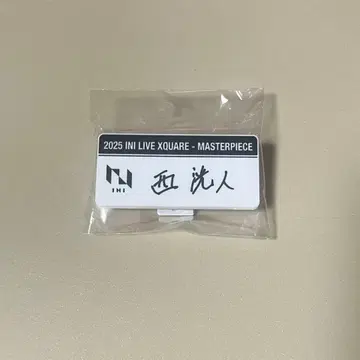 2025 INI LIVE XQUARE - MASTERPIECE
INI
西 洸人